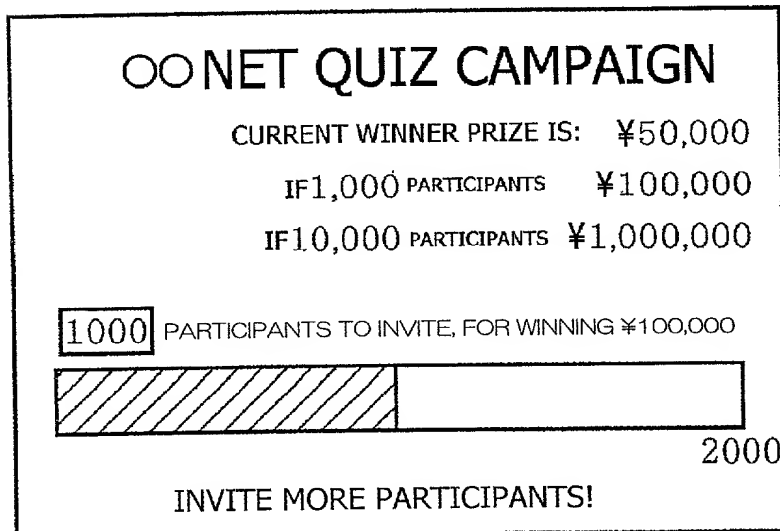 ○○NET QUIZ CAMPAIGN
CURRENT WINNER PRIZE IS: ¥50,000
IF1,000 PARTICIPANTS ¥100,000
IF10,000 PARTICIPANTS ¥1,000,000
1000 PARTICIPANTS TO INVITE, FOR WINNING ¥100,000
2000
INVITE MORE PARTICIPANTS!